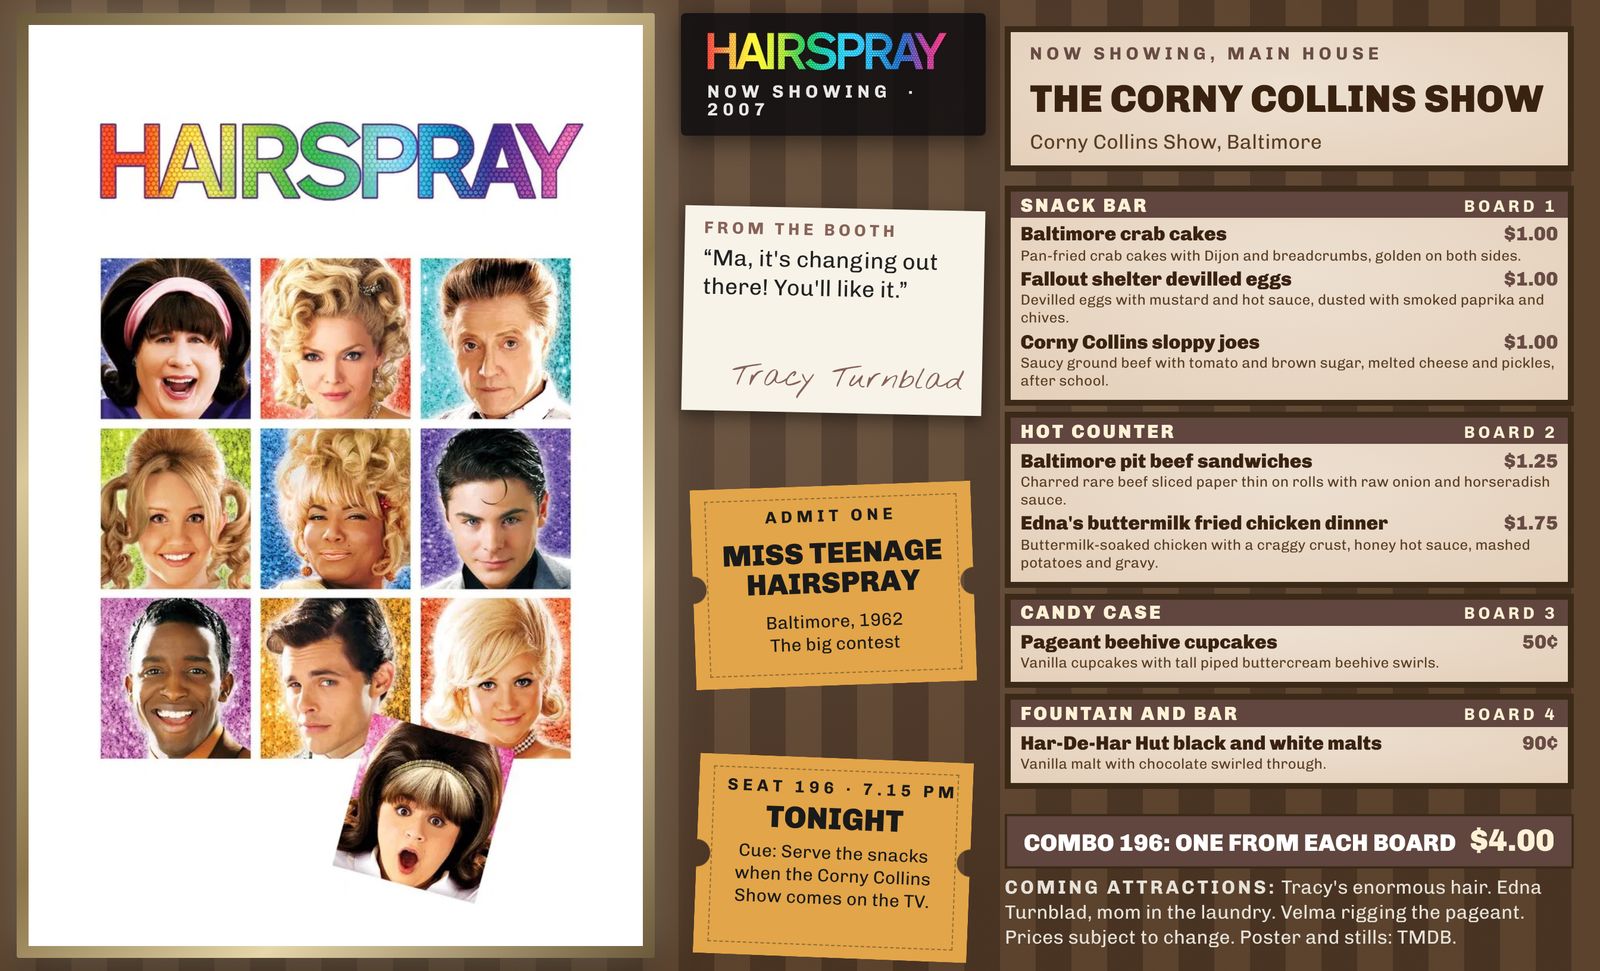 HAIRSPRAY
HAIRSPRAY
NOW SHOWING ·
2007
FROM THE BOOTH
“Ma, it's changing out
there! You'll like it.”
Tracy Turnblad
ADMIT ONE
MISS TEENAGE
HAIRSPRAY
Baltimore, 1962
The big contest
SEAT 196 · 7.15 PM
TONIGHT
Cue: Serve the snacks
when the Corny Collins
Show comes on the TV.
NOW SHOWING, MAIN HOUSE
THE CORNY COLLINS SHOW
Corny Collins Show, Baltimore
SNACK BAR BOARD 1
Baltimore crab cakes $1.00
Pan-fried crab cakes with Dijon and breadcrumbs, golden on both sides.
Fallout shelter devilled eggs $1.00
Devilled eggs with mustard and hot sauce, dusted with smoked paprika and
chives.
Corny Collins sloppy joes $1.00
Saucy ground beef with tomato and brown sugar, melted cheese and pickles,
after school.
HOT COUNTER BOARD 2
Baltimore pit beef sandwiches $1.25
Charred rare beef sliced paper thin on rolls with raw onion and horseradish
sauce.
Edna's buttermilk fried chicken dinner $1.75
Buttermilk-soaked chicken with a craggy crust, honey hot sauce, mashed
potatoes and gravy.
CANDY CASE BOARD 3
Pageant beehive cupcakes 50¢
Vanilla cupcakes with tall piped buttercream beehive swirls.
FOUNTAIN AND BAR BOARD 4
Har-De-Har Hut black and white malts 90¢
Vanilla malt with chocolate swirled through.
COMBO 196: ONE FROM EACH BOARD $4.00
COMING ATTRACTIONS: Tracy's enormous hair. Edna
Turnblad, mom in the laundry. Velma rigging the pageant.
Prices subject to change. Poster and stills: TMDB.